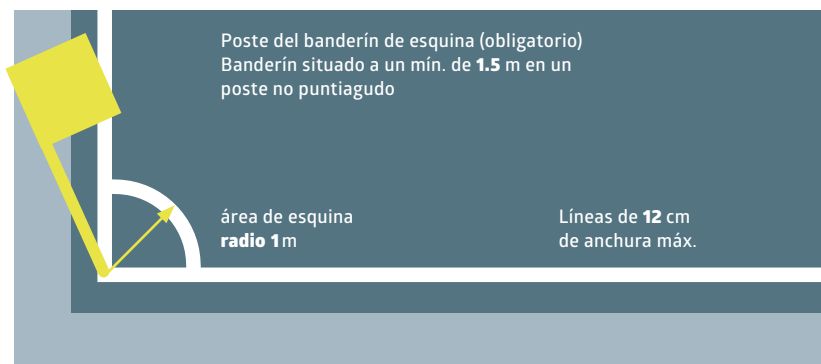 Poste del banderín de esquina (obligatorio)
Banderín situado a un mín. de 1.5 m en un
poste no puntiagudo
área de esquina
radio 1 m
Líneas de 12 cm
de anchura máx.